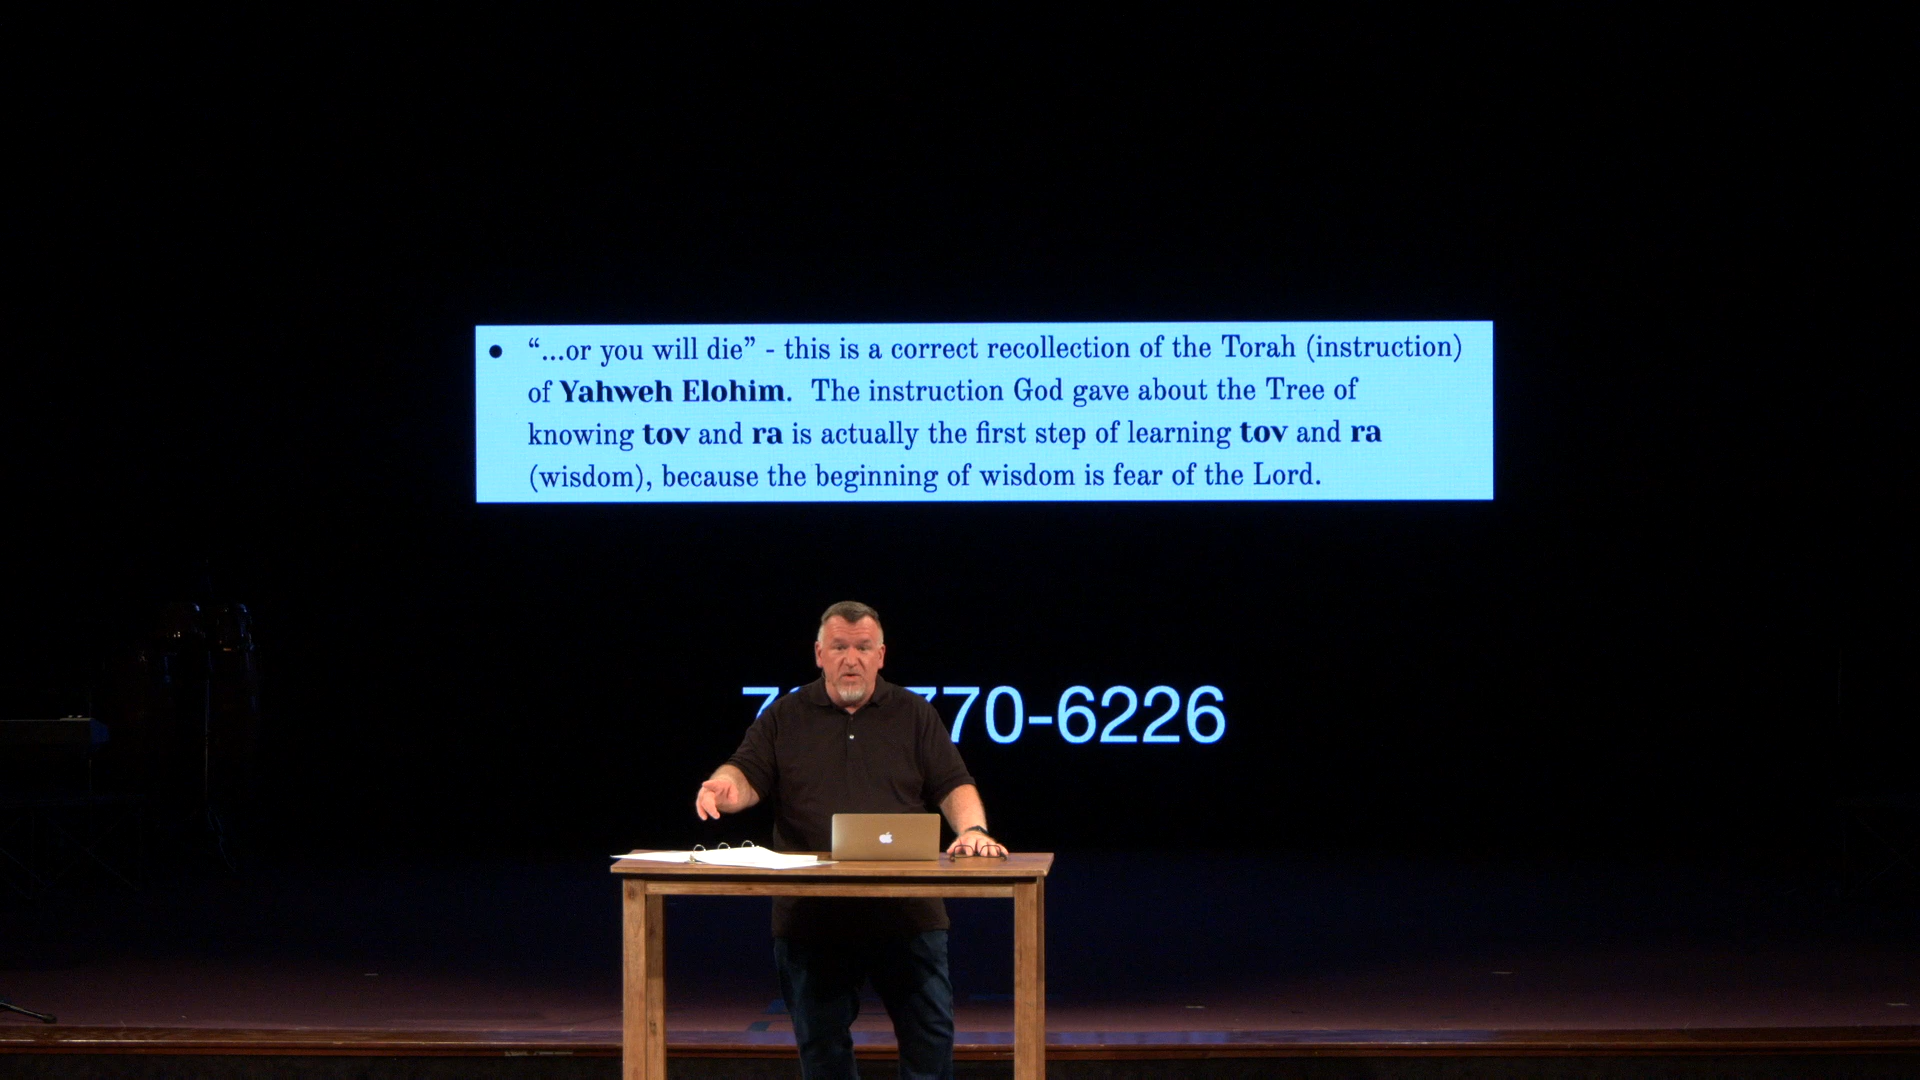 • “...or you will die” - this is a correct recollection of the Torah (instruction)
of Yahweh Elohim. The instruction God gave about the Tree of
knowing tov and ra is actually the first step of learning tov and ra
(wisdom), because the beginning of wisdom is fear of the Lord.
70-6226